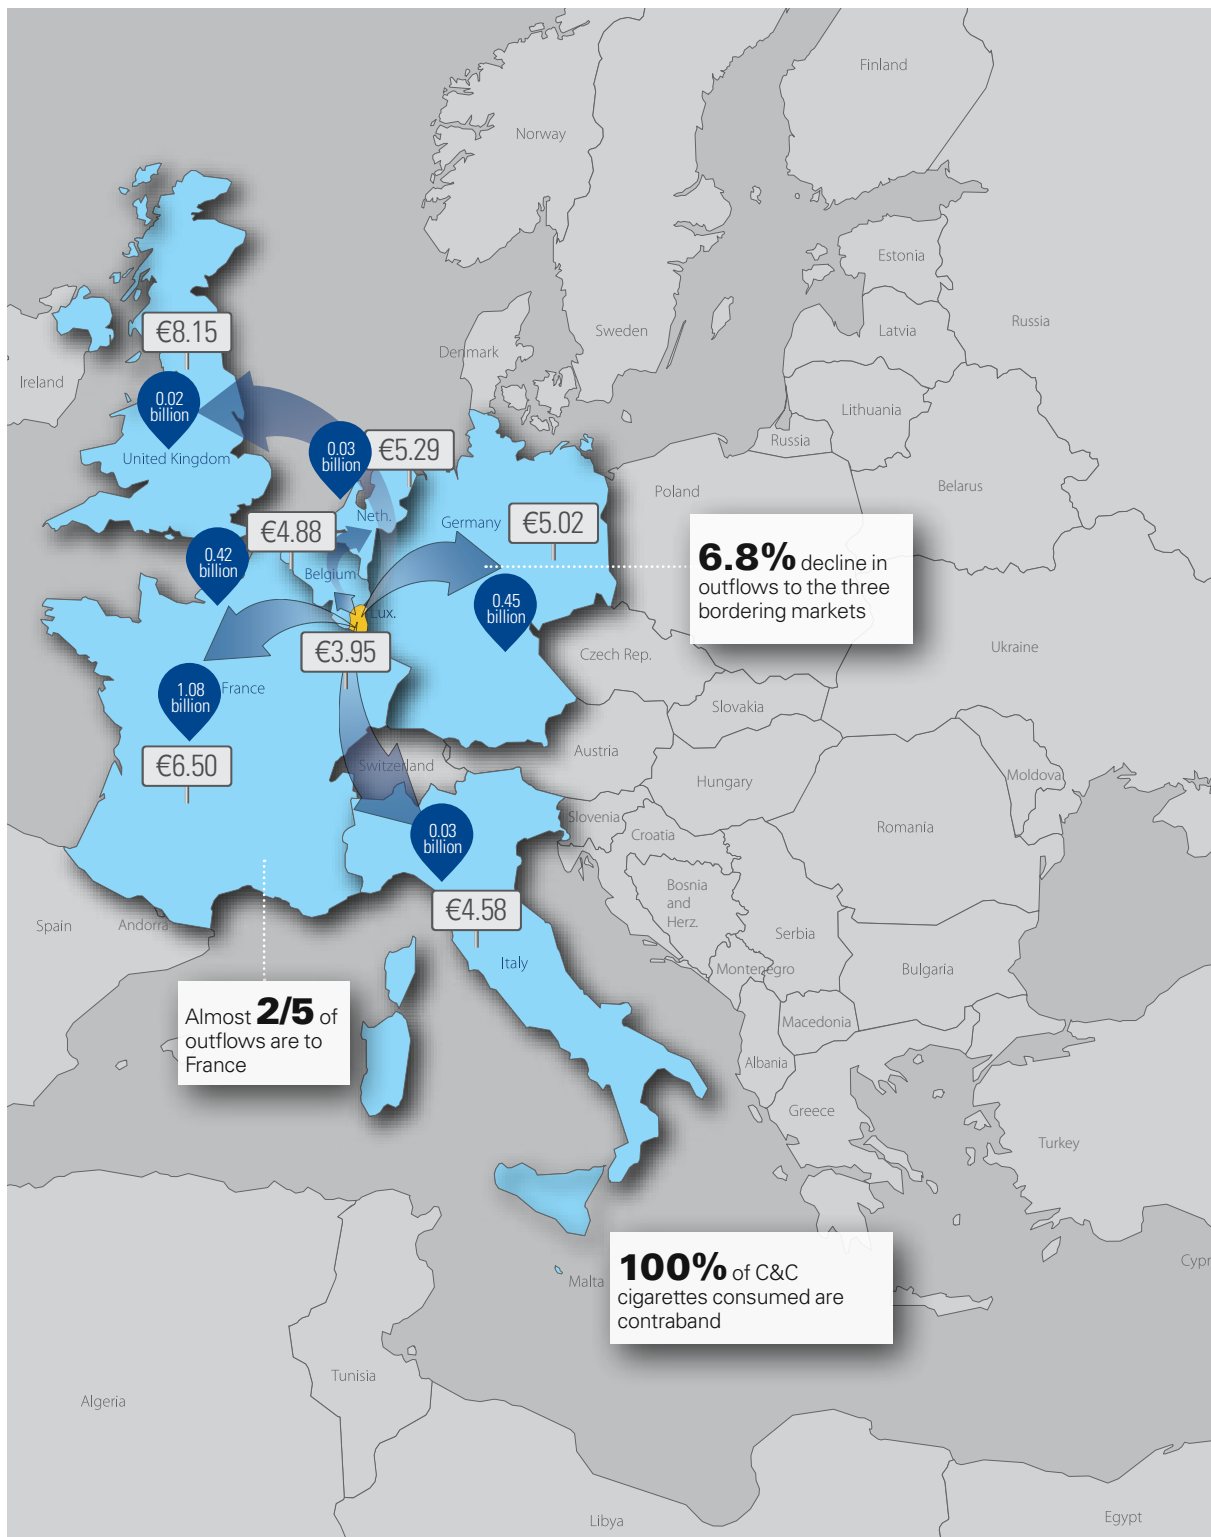 Finland
Norway
Estonia
Sweden
Latvia
Russia
Denmark
€8.15
Ireland
0.02
billion
Lithuania
Russia
€5.29
0.03
billion
United Kingdom
Poland
Belarus
Neth.
Germany
€5.02
€4.88
0.42
billion
Belgium
6.8% decline in
outflows to the three
bordering markets
0.45
billion
Lux.
€3.95
Czech Rep.
Ukraine
1.08
billion
France
Slovakia
€6.50
Switzerland
Austria
Hungary
Moldova
Slovenia
Croatia
Romania
0.03
billion
Bosnia
and
Herz.
€4.58
Spain
Andorra
Serbia
Italy
Montenegro
Bulgaria
Almost 2/5 of
outflows are to
France
Macedonia
Albania
Greece
Turkey
100% of C&C
cigarettes consumed are
contraband
Malta
Cypr
Tunisia
Algeria
Libya
Egypt